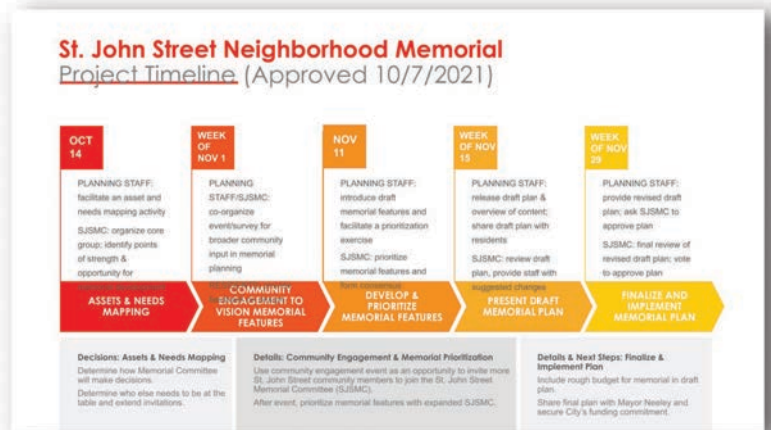 St. John Street Neighborhood Memorial
Project Timeline (Approved 10/7/2021)
OCT
14
PLANNING STAFF:
facilitate an asset and
needs mapping activity
SJSMC: organize core
group; identify points
of strength &
opportunity for
ASSETS & NEEDS
MAPPING
WEEK
OF
NOV 1
PLANNING
STAFF/SJSMC:
co-organize
event/survey for
broader community
input in memorial
planning
COMMUNITY
ENGAGEMENT TO
VISION MEMORIAL
FEATURES
NOV
11
PLANNING STAFF:
introduce draft
memorial features and
facilitate a prioritization
exercise
SJSMC: prioritize
memorial features and
form consensus
DEVELOP &
PRIORITIZE
MEMORIAL FEATURES
WEEK
OF NOV
15
PLANNING STAFF:
release draft plan &
overview of content;
share draft plan with
residents
SJSMC: review draft
plan, provide staff with
suggested changes
PRESENT DRAFT
MEMORIAL PLAN
WEEK
OF NOV
29
PLANNING STAFF:
provide revised draft
plan; ask SJSMC to
approve plan
SJSMC: final review of
revised draft plan; vote
to approve plan
FINALIZE AND
IMPLEMENT
MEMORIAL PLAN
Decisions: Assets & Needs Mapping
Determine how Memorial Committee
will make decisions.
Determine who else needs to be at the
table and extend invitations.
Details: Community Engagement & Memorial Prioritization
Use community engagement event as an opportunity to invite more
St. John Street community members to join the St. John Street
Memorial Committee (SJSMC).
After event, prioritize memorial features with expanded SJSMC.
Details & Next Steps: Finalize &
Implement Plan
Include rough budget for memorial in draft
plan.
Share final plan with Mayor Neeley and
secure City's funding commitment.